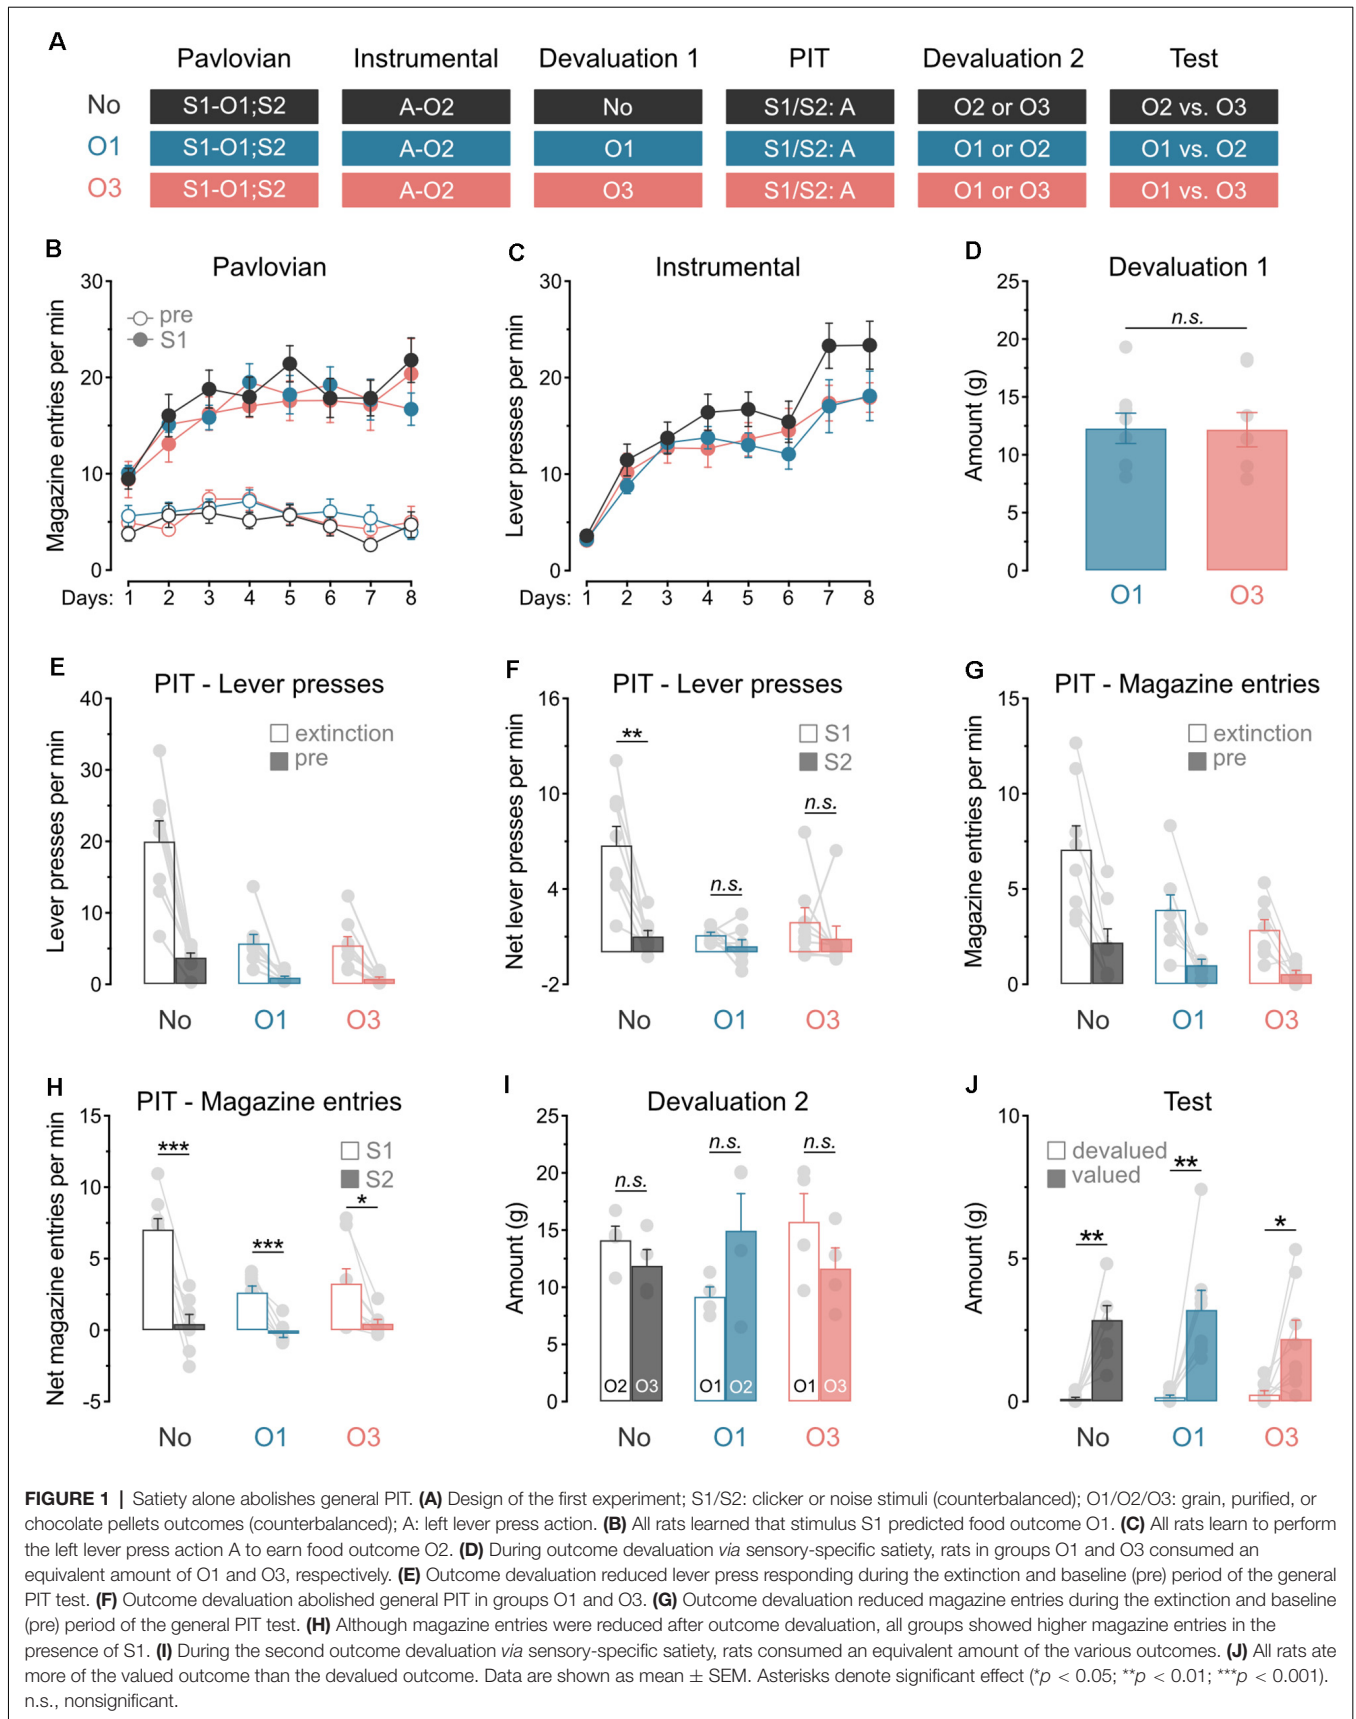 A
Pavlovian Instrumental Devaluation 1 PIT Devaluation 2 Test
No S1-O1;S2 A-O2 No S1/S2: A O2 or O3 O2 vs. O3
O1 S1-O1;S2 A-O2 O1 S1/S2: A O1 or O2 O1 vs. O2
O3 S1-O1;S2 A-O2 O3 S1/S2: A O1 or O3 O1 vs. O3
B
Pavlovian
Magazine entries per min
30
20
10
0
pre
S1
Days: 1 2 3 4 5 6 7 8
C
Instrumental
Lever presses per min
30
20
10
0
Days: 1 2 3 4 5 6 7 8
D
Devaluation 1
Amount (g)
25
20
15
10
5
0
n.s.
O1 O3
E
PIT - Lever presses
Lever presses per min
40
30
20
10
0
extinction
pre
No O1 O3
F
PIT - Lever presses
Net lever presses per min
16
10
4
-2
S1
S2
**
n.s.
n.s.
No O1 O3
G
PIT - Magazine entries
Magazine entries per min
15
10
5
0
extinction
pre
No O1 O3
H
PIT - Magazine entries
Net magazine entries per min
15
10
5
0
-5
S1
S2
***
***
*
No O1 O3
I
Devaluation 2
Amount (g)
25
20
15
10
5
0
n.s.
n.s.
n.s.
O2 O3 O1 O2 O1 O3
No O1 O3
J
Test
Amount (g)
10
5
0
devalued
valued
**
**
*
No O1 O3
FIGURE 1 | Satiety alone abolishes general PIT. (A) Design of the first experiment; S1/S2: clicker or noise stimuli (counterbalanced); O1/O2/O3: grain, purified, or
chocolate pellets outcomes (counterbalanced); A: left lever press action. (B) All rats learned that stimulus S1 predicted food outcome O1. (C) All rats learn to perform
the left lever press action A to earn food outcome O2. (D) During outcome devaluation via sensory-specific satiety, rats in groups O1 and O3 consumed an
equivalent amount of O1 and O3, respectively. (E) Outcome devaluation reduced lever press responding during the extinction and baseline (pre) period of the general
PIT test. (F) Outcome devaluation abolished general PIT in groups O1 and O3. (G) Outcome devaluation reduced magazine entries during the extinction and baseline
(pre) period of the general PIT test. (H) Although magazine entries were reduced after outcome devaluation, all groups showed higher magazine entries in the
presence of S1. (I) During the second outcome devaluation via sensory-specific satiety, rats consumed an equivalent amount of the various outcomes. (J) All rats ate
more of the valued outcome than the devalued outcome. Data are shown as mean ± SEM. Asterisks denote significant effect (*p < 0.05; **p < 0.01; ***p < 0.001).
n.s., nonsignificant.